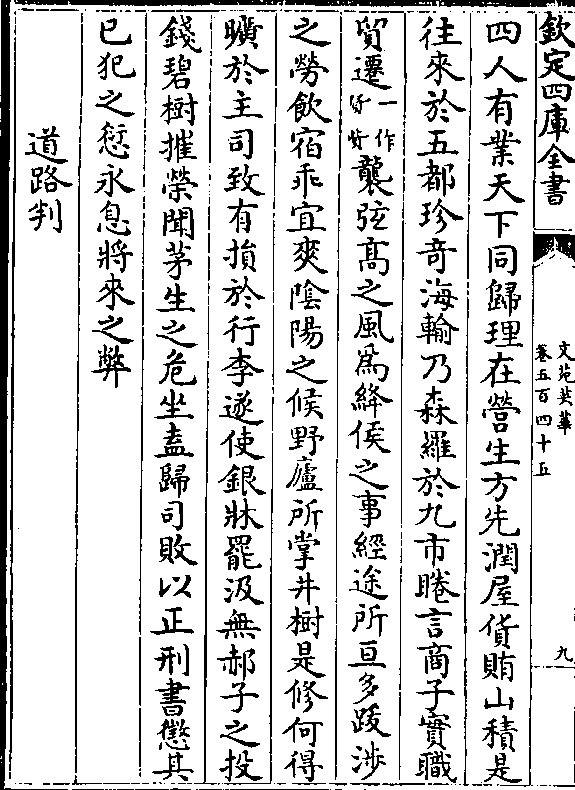 欽定四庫全書
文苑英華
卷五百四十五
九
四人有業天下同歸理在營生方先潤屋貨賄山積是
往來於五都珍奇海輸乃森羅於九市睠言商子實職
貿遷一作貿襲弦髙之風為絳侯之事經途所亘多跋涉
之勞飲宿乖宜爽陰陽之候野廬所掌井樹是修何得
曠於主司致有損於行李遂使銀牀罷汲無郝子之投
錢碧樹摧榮聞茅生之危坐盍歸司敗以正刑書懲其
已犯之愆永息將來之弊
道路判